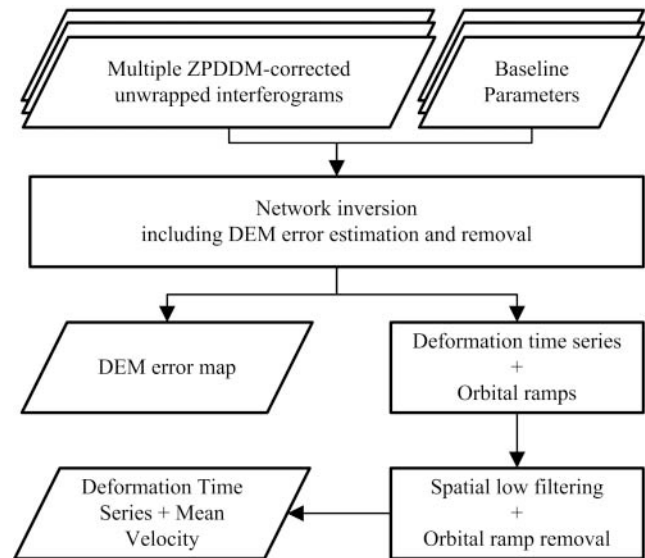 Multiple ZPDDM-corrected
unwrapped interferograms
Baseline
Parameters
Network inversion
including DEM error estimation and removal
DEM error map
Deformation time series
+
Orbital ramps
Deformation Time
Series + Mean
Velocity
Spatial low filtering
+
Orbital ramp removal